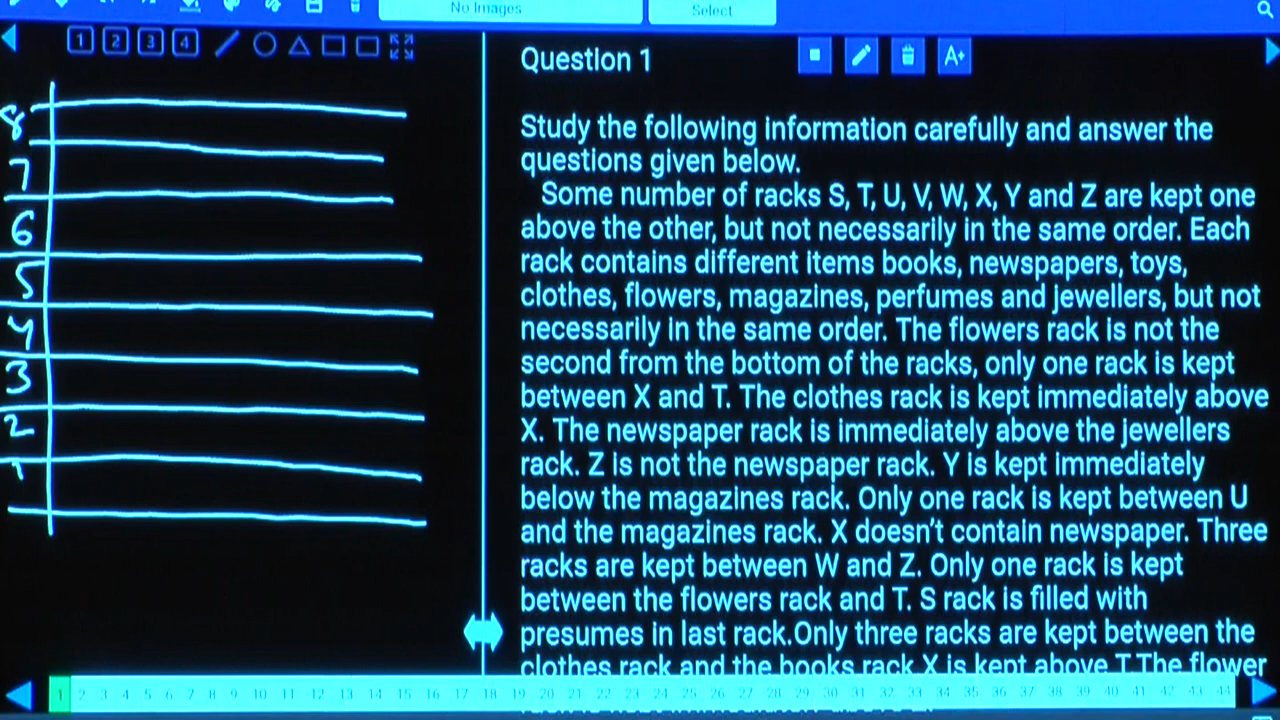 No Images
Select
1 2 3 4
Question 1
A+
8
7
6
5
4
3
2
1
Study the following information carefully and answer the
questions given below.
Some number of racks S, T, U, V, W, X, Y and Z are kept one
above the other, but not necessarily in the same order. Each
rack contains different items books, newspapers, toys,
clothes, flowers, magazines, perfumes and jewellers, but not
necessarily in the same order. The flowers rack is not the
second from the bottom of the racks, only one rack is kept
between X and T. The clothes rack is kept immediately above
X. The newspaper rack is immediately above the jewellers
rack. Z is not the newspaper rack. Y is kept immediately
below the magazines rack. Only one rack is kept between U
and the magazines rack. X doesn't contain newspaper. Three
racks are kept between W and Z. Only one rack is kept
between the flowers rack and T. S rack is filled with
presumes in last rack.Only three racks are kept between the
clothes rack and the books rack X is kept above T.The flower
1 2 3 4 5 6 7 8 9 10 11 12 13 14 15 16 17 18 19 20 21 22 23 24 25 26 27 28 29 30 31 32 33 34 35 36 37 38 39 40 41 42 43 44